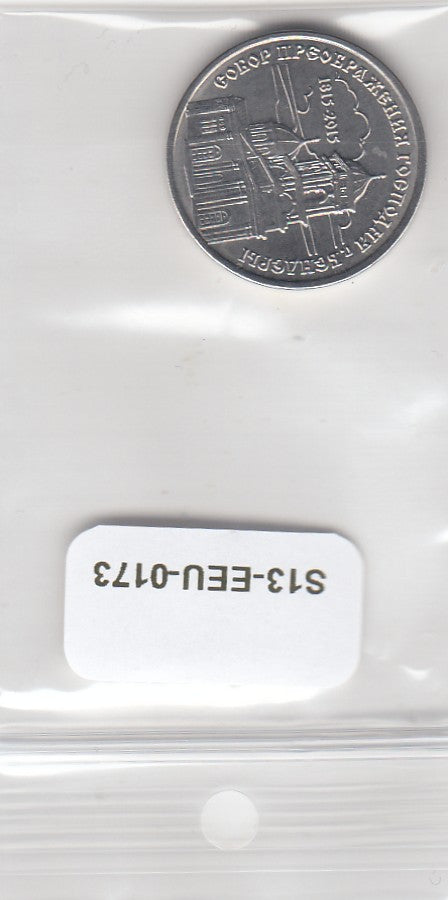 СОБОР ПРЕОБРАЖЕНИЯ ГОСПОДНЯ г.БЕНДЕРЫ
1815-2015
S13-EEU-0173